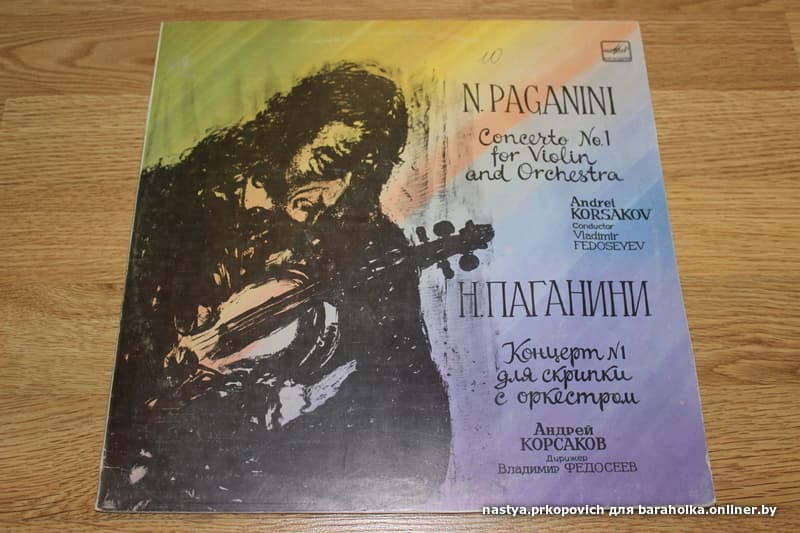 10
N. PAGANINI
Concerto No. 1
for Violin
and Orchestra
Andrei
KORSAKOV
Conductor
Vladimir
FEDOSEYEV
Н. ПАГАНИНИ
Концерт №1
для скрипки
с оркестром
Андрей
КОРСАКОВ
Дирижер
Владимир ФЕДОСЕЕВ
nastya.prkopovich для baraholka.onliner.by